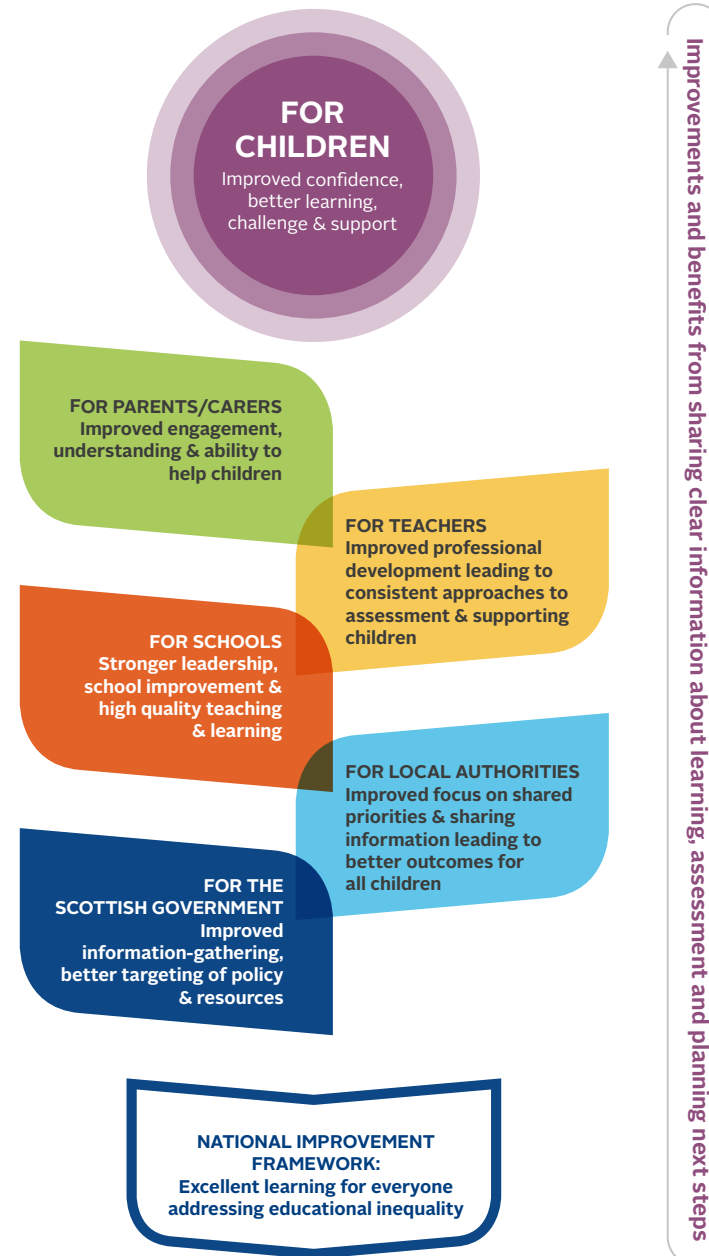 FOR
CHILDREN
Improved confidence,
better learning,
challenge & support
FOR PARENTS/CARERS
Improved engagement,
understanding & ability to
help children
FOR TEACHERS
Improved professional
development leading to
consistent approaches to
assessment & supporting
children
FOR SCHOOLS
Stronger leadership,
school improvement &
high quality teaching
& learning
FOR LOCAL AUTHORITIES
Improved focus on shared
priorities & sharing
information leading to
better outcomes for
all children
FOR THE
SCOTTISH GOVERNMENT
Improved
information-gathering,
better targeting of policy
& resources
NATIONAL IMPROVEMENT
FRAMEWORK:
Excellent learning for everyone
addressing educational inequality
Improvements and benefits from sharing clear information about learning, assessment and planning next steps